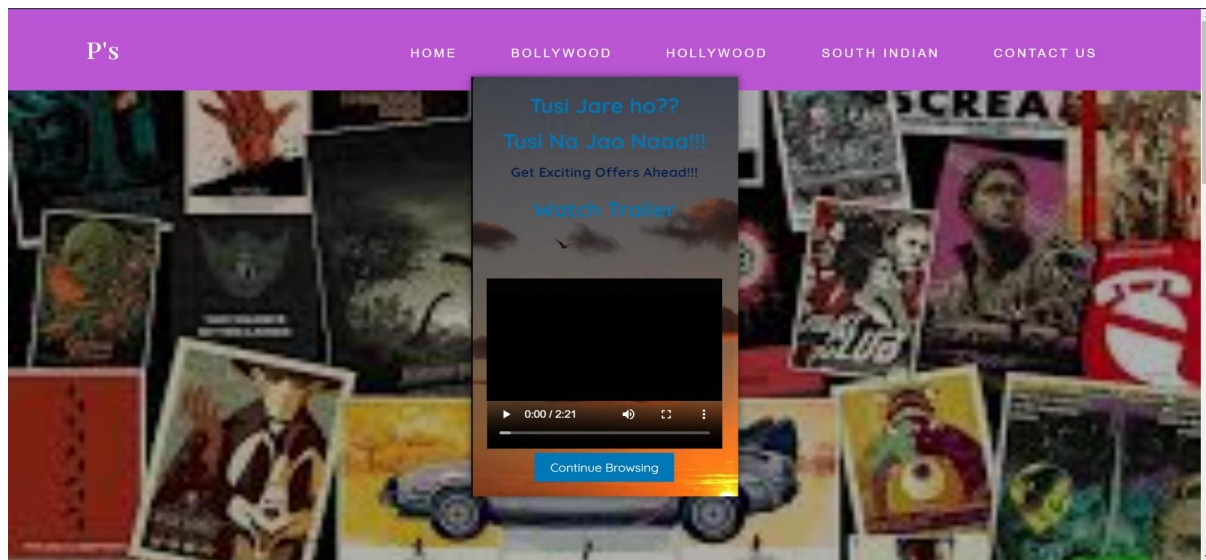 P's
HOME BOLLYWOOD HOLLYWOOD SOUTH INDIAN CONTACT US
Tusi Jare ho??
Tusi Na Jao Naaa!!!
Get Exciting Offers Ahead!!!
Watch Trailer
0:00 / 2:21
Continue Browsing
SCREA
CLUB